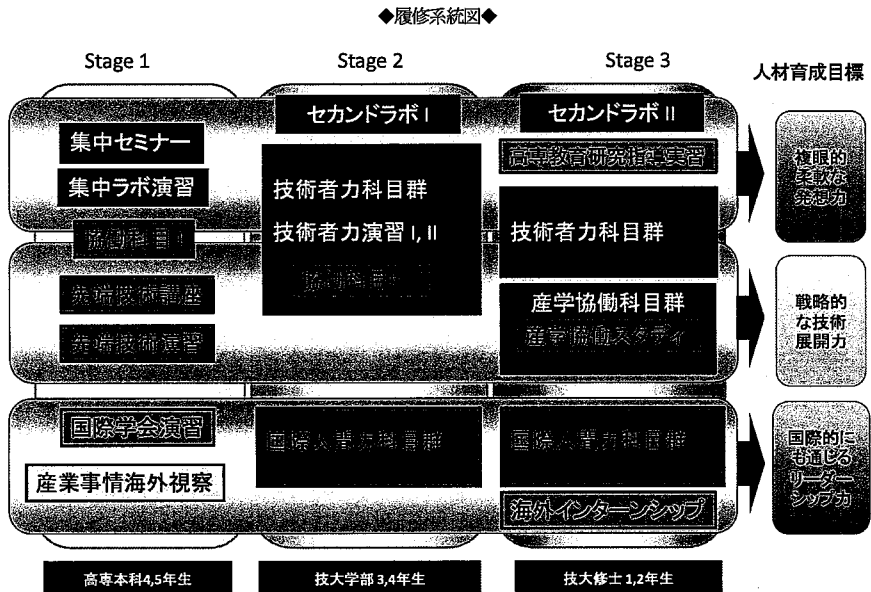 ◆履修系統図◆
Stage 1
Stage 2
Stage 3
人材育成目標
集中セミナー
集中ラボ演習
協働科目 I
先端技術講座
先端技術演習
国際学会演習
産業事情海外視察
高専本科4,5年生
セカンドラボ I
技術者力科目群
技術者力演習 I, II
国際人間力科目群
技大学部3,4年生
セカンドラボ II
高専教育研究指導実習
技術者力科目群
産学協働科目群
産学協働スタディ
国際人間力科目群
海外インターンシップ
技大修士1,2年生
複眼的
柔軟な
発想力
戦略的
な技術
展開力
国際的に
も通じる
リーダー
シップ力